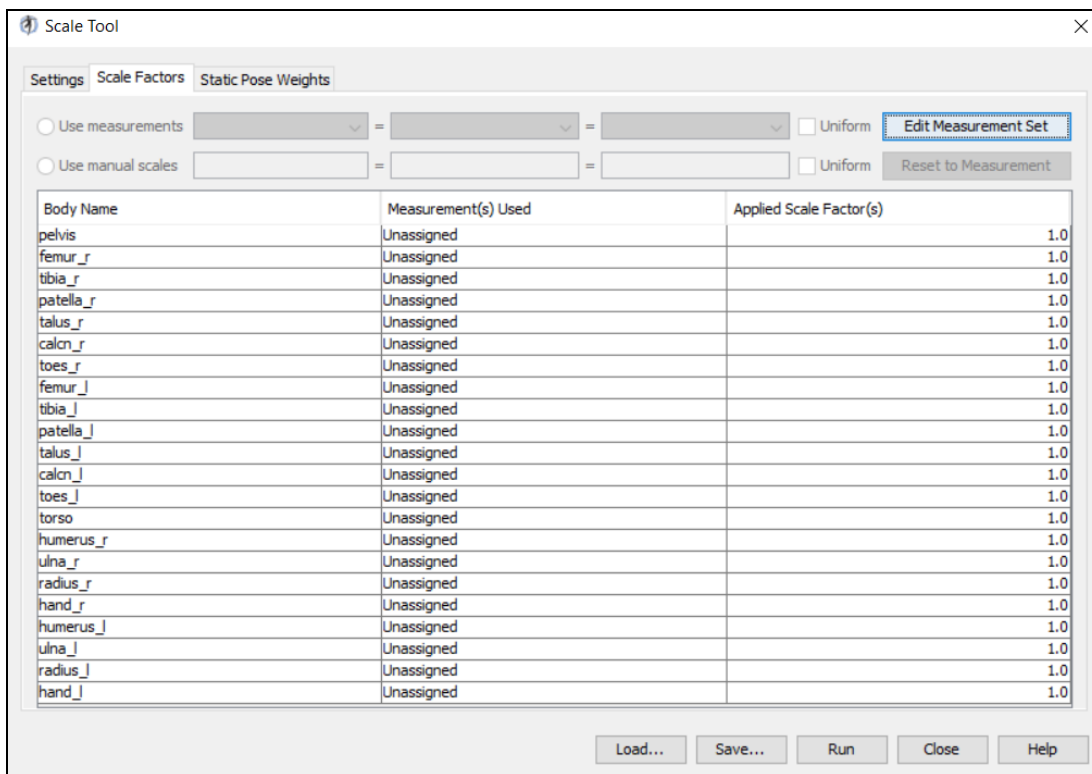 Scale Tool
Settings Scale Factors Static Pose Weights
Use measurements = = Uniform Edit Measurement Set
Use manual scales = = Uniform Reset to Measurement
Body Name Measurement(s) Used Applied Scale Factor(s)
pelvis Unassigned 1.0
femur_r Unassigned 1.0
tibia_r Unassigned 1.0
patella_r Unassigned 1.0
talus_r Unassigned 1.0
calcn_r Unassigned 1.0
toes_r Unassigned 1.0
femur_l Unassigned 1.0
tibia_l Unassigned 1.0
patella_l Unassigned 1.0
talus_l Unassigned 1.0
calcn_l Unassigned 1.0
toes_l Unassigned 1.0
torso Unassigned 1.0
humerus_r Unassigned 1.0
ulna_r Unassigned 1.0
radius_r Unassigned 1.0
hand_r Unassigned 1.0
humerus_l Unassigned 1.0
ulna_l Unassigned 1.0
radius_l Unassigned 1.0
hand_l Unassigned 1.0
Load... Save... Run Close Help